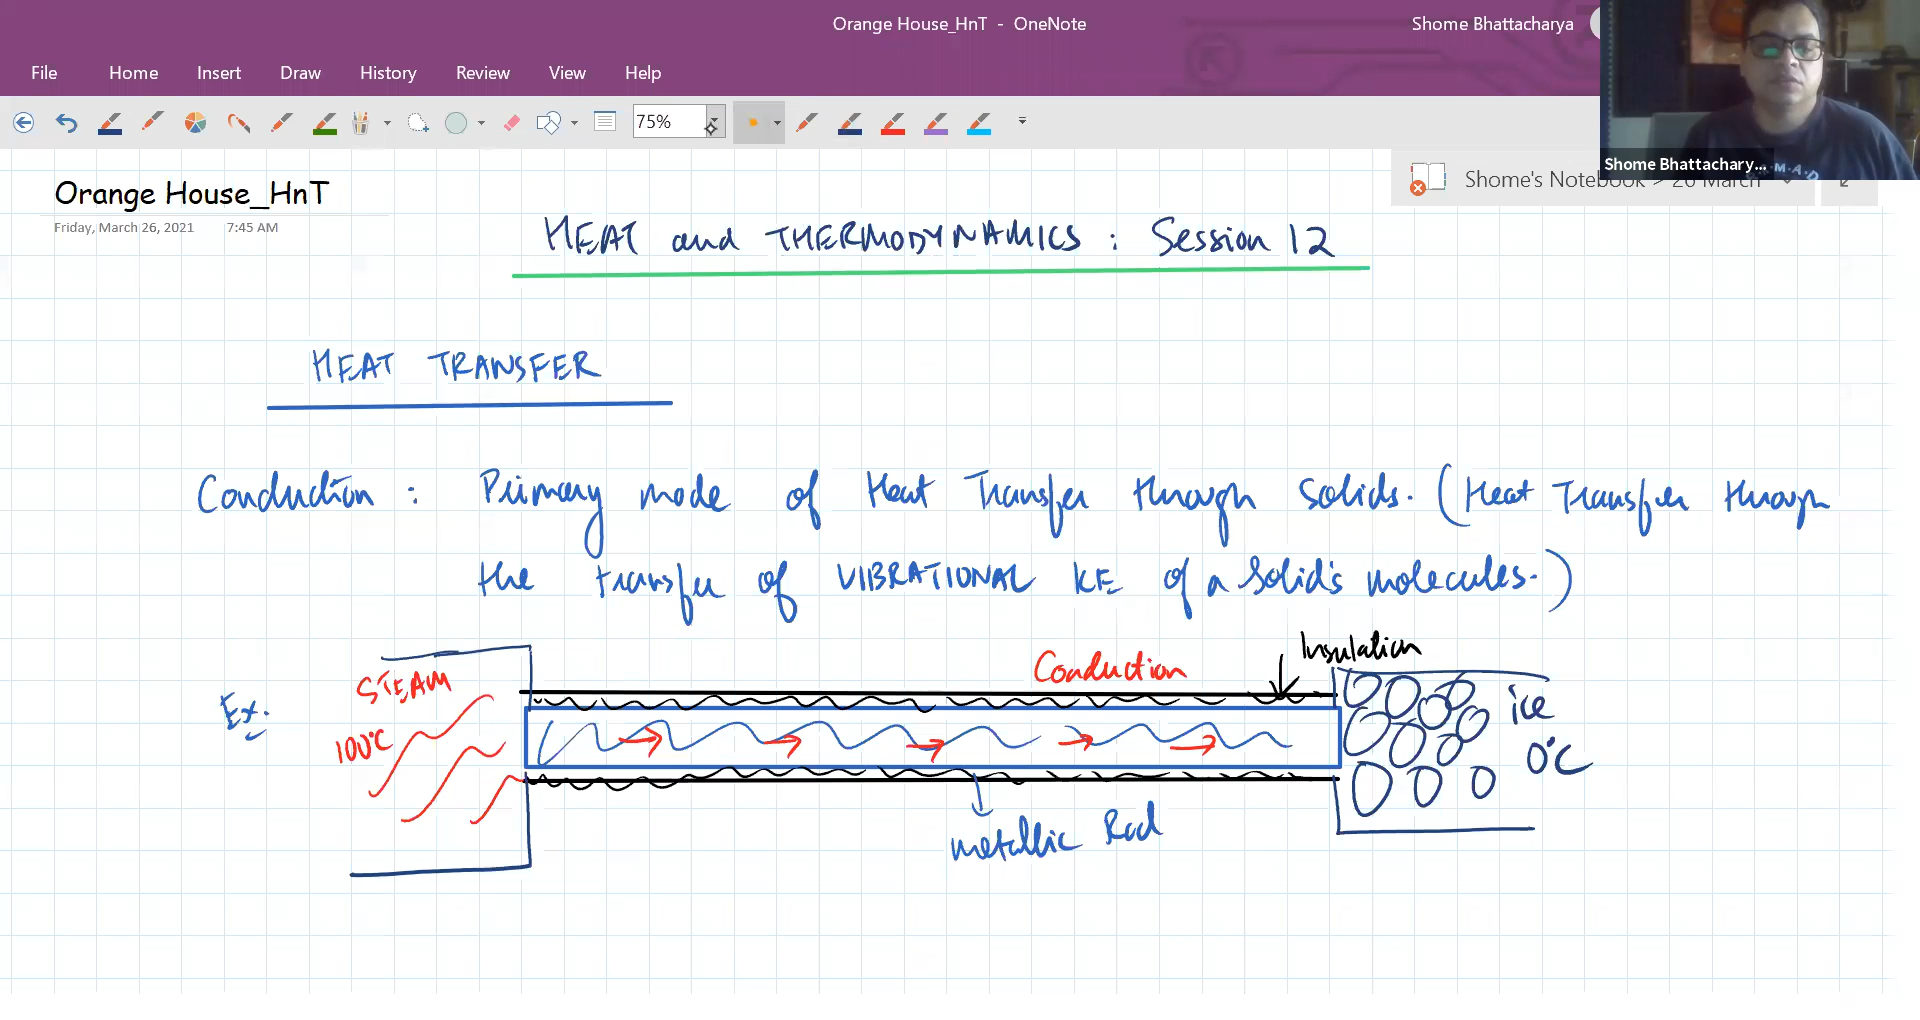 Orange House_HnT - OneNote
Shome Bhattacharya
File Home Insert Draw History Review View Help
75%
Shome Bhattachary...
M.A.D
Shome's Notebook > 26 March
Orange House_HnT
Friday, March 26, 2021 7:45 AM
HEAT and THERMODYNAMICS : Session 12
HEAT TRANSFER
Conduction : Primary mode of Heat Transfer through solids. (Heat Transfer through
the transfer of VIBRATIONAL KE of a solid's molecules.)
Insulation
Conduction
STEAM
Ex.
ice
100°C
0°C
metallic Rod